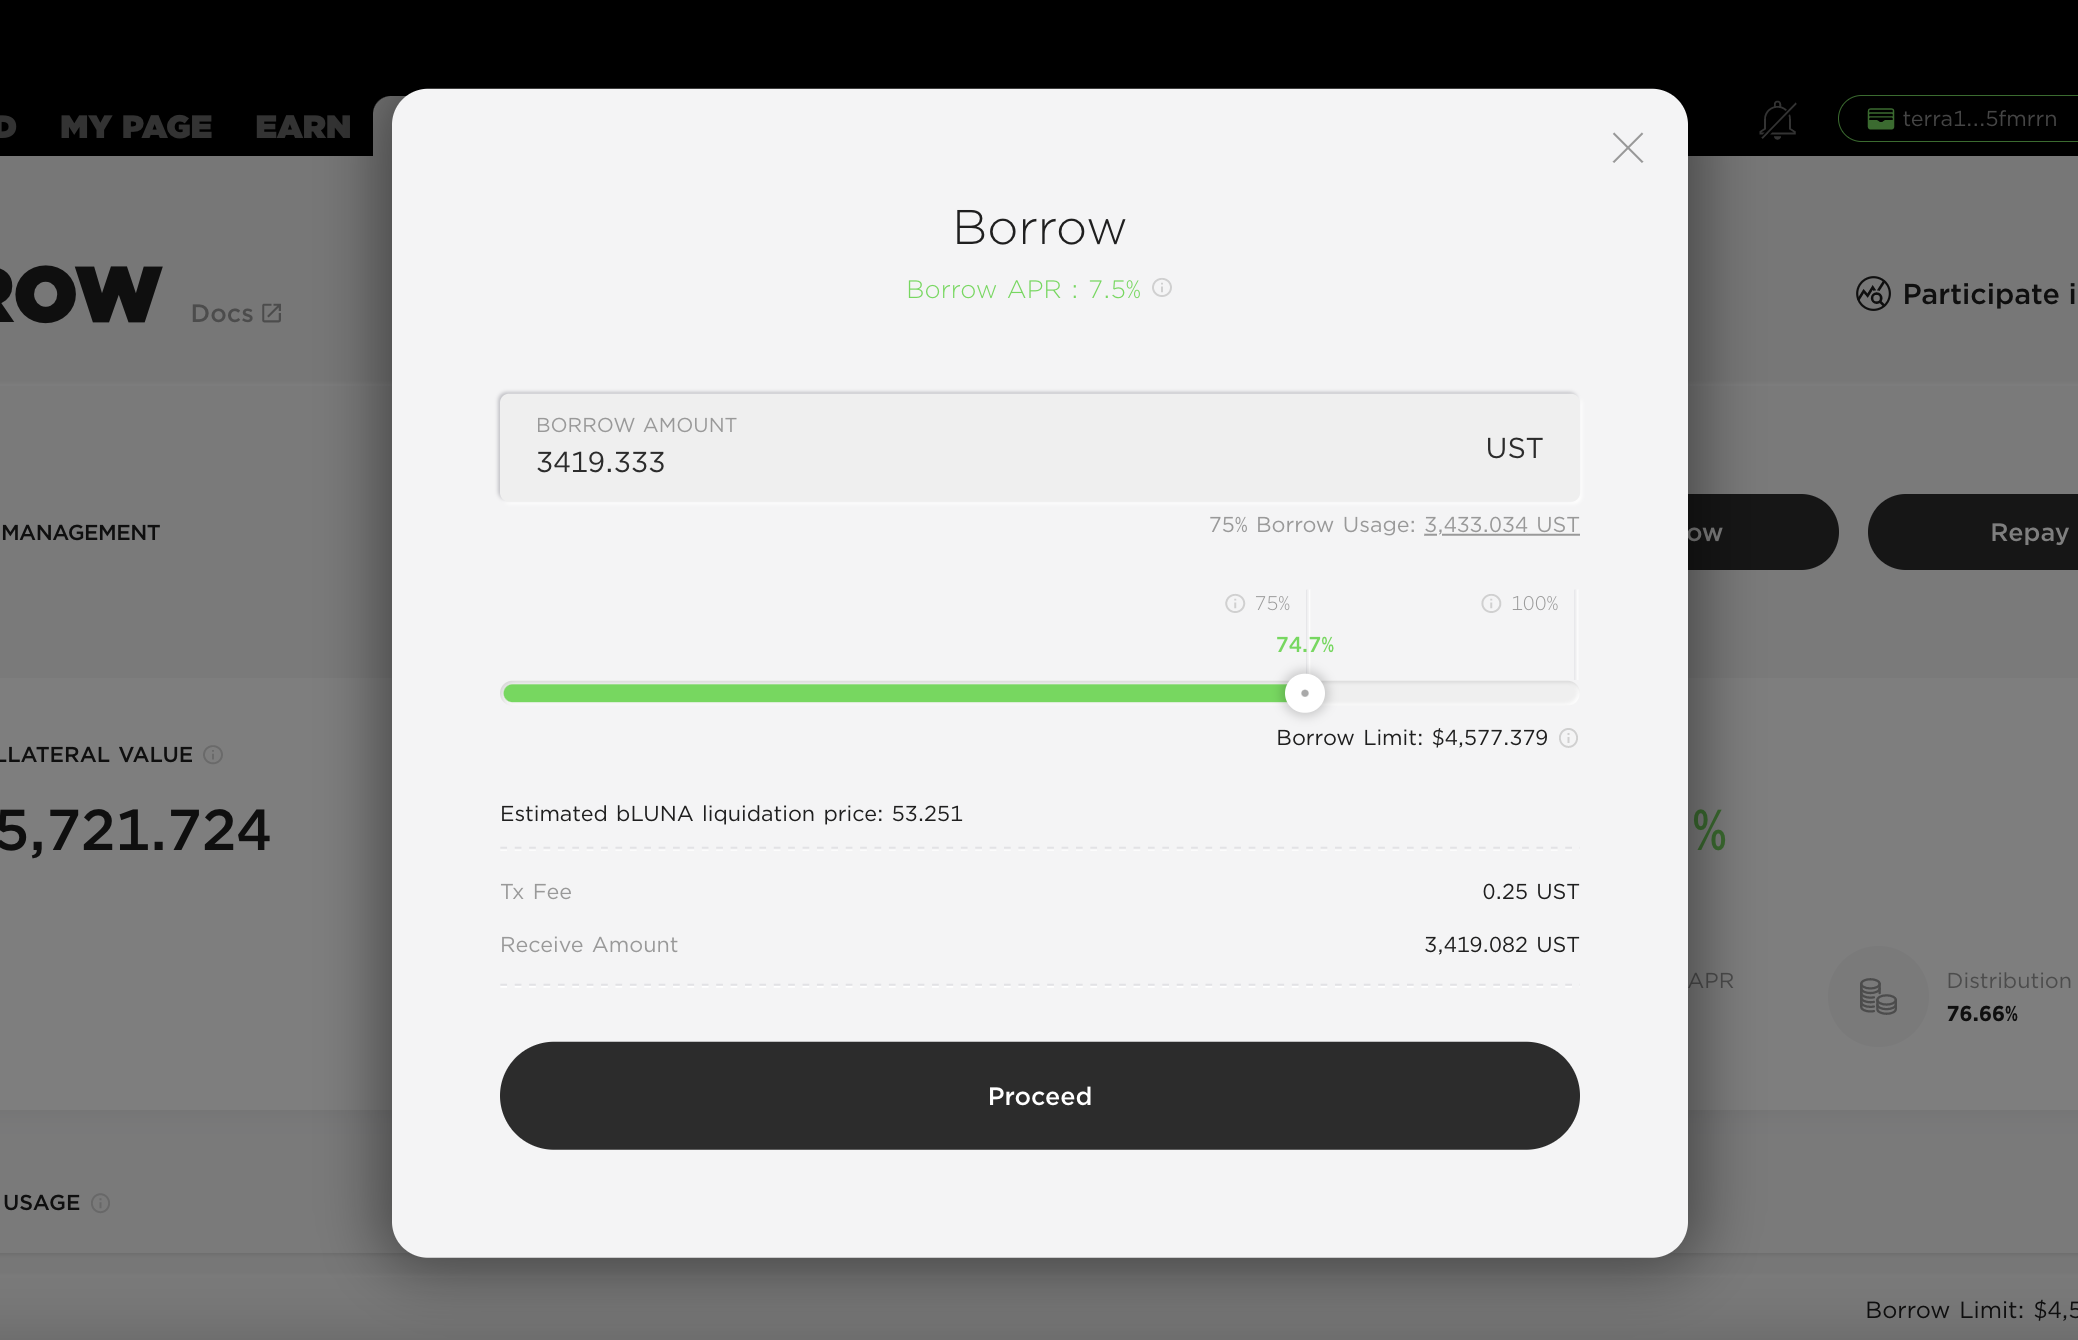 D MY PAGE EARN
terra1...5fmrrn
Borrow
Borrow APR : 7.5%
ROW Docs
Participate i
BORROW AMOUNT
3419.333
UST
75% Borrow Usage: 3,433.034 UST
MANAGEMENT
ow
Repay
75%
100%
74.7%
Borrow Limit: $4,577.379
LLATERAL VALUE
5,721.724
%
Estimated bLUNA liquidation price: 53.251
Tx Fee
0.25 UST
Receive Amount
3,419.082 UST
APR
Distribution
76.66%
Proceed
USAGE
Borrow Limit: $4,5